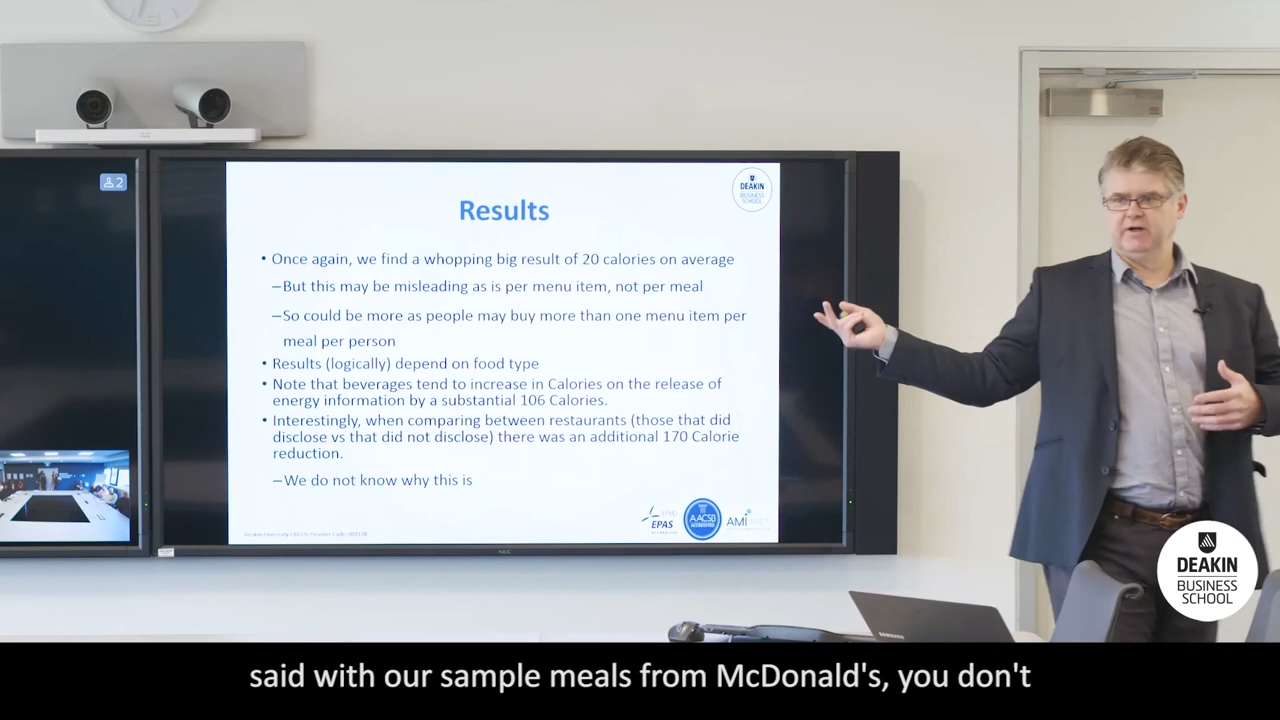 2
DEAKIN
BUSINESS
SCHOOL
Results
• Once again, we find a whopping big result of 20 calories on average
–But this may be misleading as is per menu item, not per meal
–So could be more as people may buy more than one menu item per
meal per person
• Results (logically) depend on food type
• Note that beverages tend to increase in Calories on the release of
energy information by a substantial 106 Calories.
• Interestingly, when comparing between restaurants (those that did
disclose vs that did not disclose) there was an additional 170 Calorie
reduction.
–We do not know why this is
EPAS
AACSB
ACCREDITED
AMI
NEC
SAMSUNG
DEAKIN
BUSINESS
SCHOOL
said with our sample meals from McDonald's, you don't